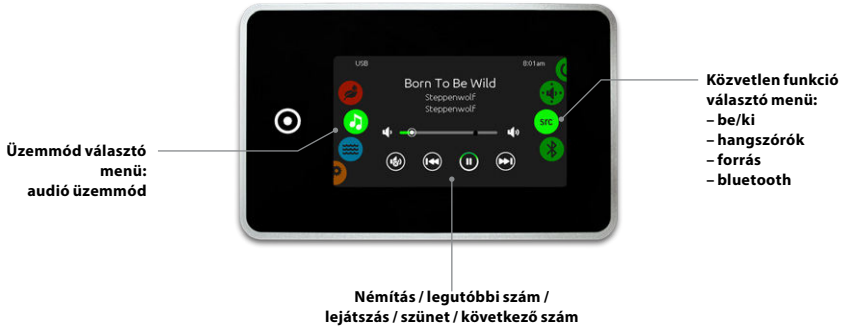 USB
8:01am
Born To Be Wild
Steppenwolf
Steppenwolf
src
Üzemmód választó
menü:
audió üzemmód
Közvetlen funkció
választó menü:
– be/ki
– hangszórók
– forrás
– bluetooth
Némítás / legutóbbi szám /
lejátszás / szünet / következő szám